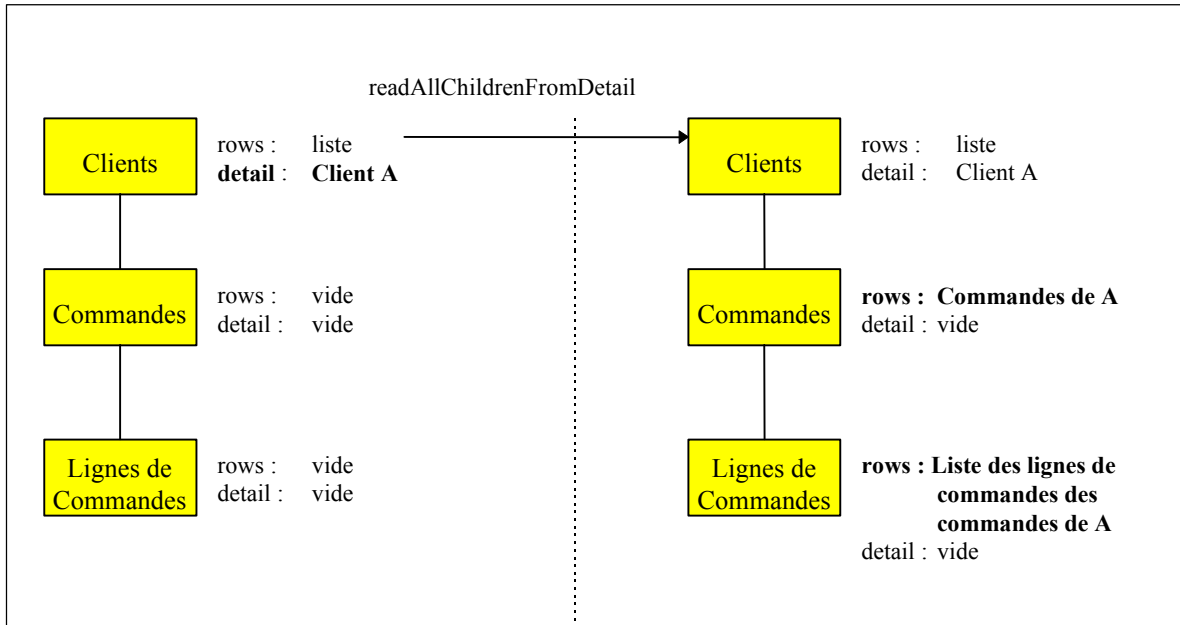 readAllChildrenFromDetail
Clients
rows : liste
detail : Client A
Commandes
rows : vide
detail : vide
Lignes de
Commandes
rows : vide
detail : vide
Clients
rows : liste
detail : Client A
Commandes
rows : Commandes de A
detail : vide
Lignes de
Commandes
rows : Liste des lignes de
commandes des
commandes de A
detail : vide